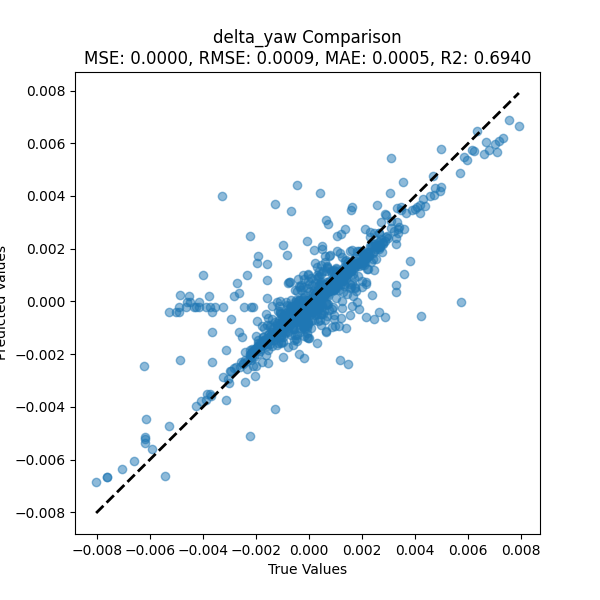 delta_yaw Comparison
MSE: 0.0000, RMSE: 0.0009, MAE: 0.0005, R2: 0.6940
Predicted Values
0.008
0.006
0.004
0.002
0.000
−0.002
−0.004
−0.006
−0.008
−0.008 −0.006 −0.004 −0.002 0.000 0.002 0.004 0.006 0.008
True Values